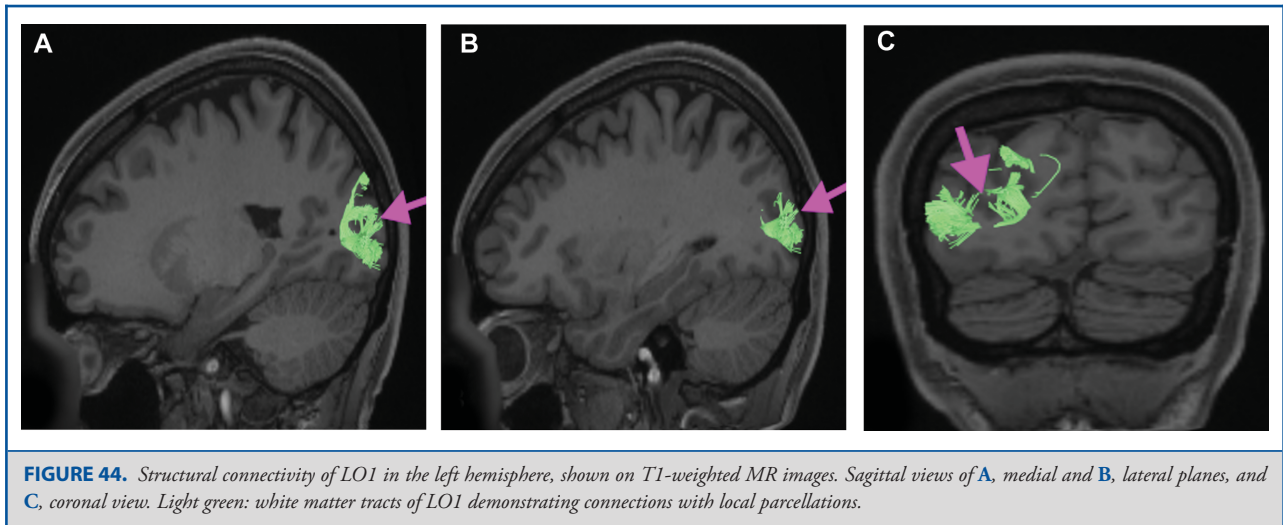 A
B
C
FIGURE 44. Structural connectivity of LO1 in the left hemisphere, shown on T1-weighted MR images. Sagittal views of A, medial and B, lateral planes, and
C, coronal view. Light green: white matter tracts of LO1 demonstrating connections with local parcellations.